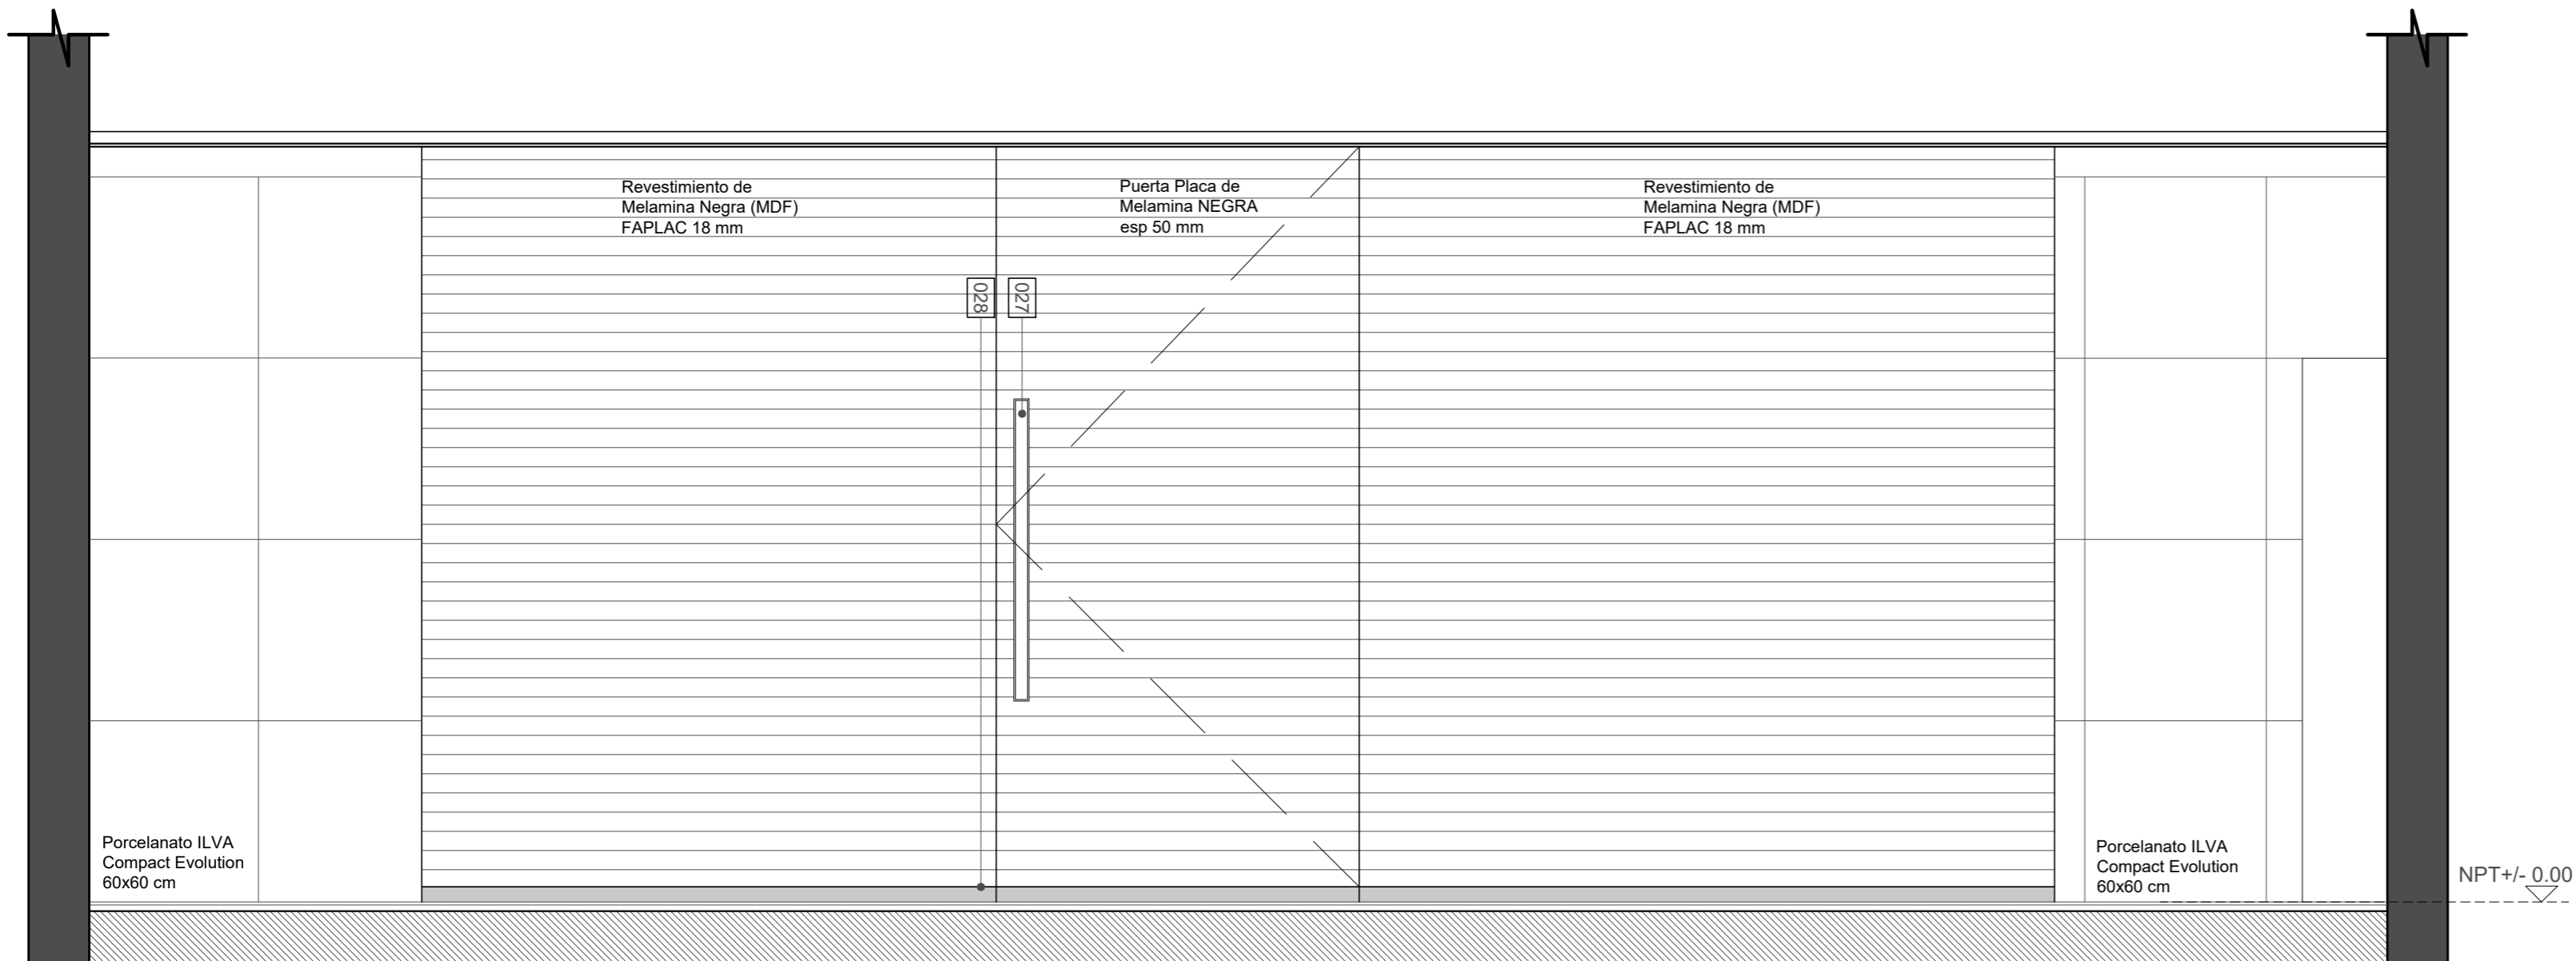 Revestimiento de
Melamina Negra (MDF)
FAPLAC 18 mm
Puerta Placa de
Melamina NEGRA
esp 50 mm
Revestimiento de
Melamina Negra (MDF)
FAPLAC 18 mm
028
027
Porcelanato ILVA
Compact Evolution
60x60 cm
Porcelanato ILVA
Compact Evolution
60x60 cm
NPT+/- 0.00